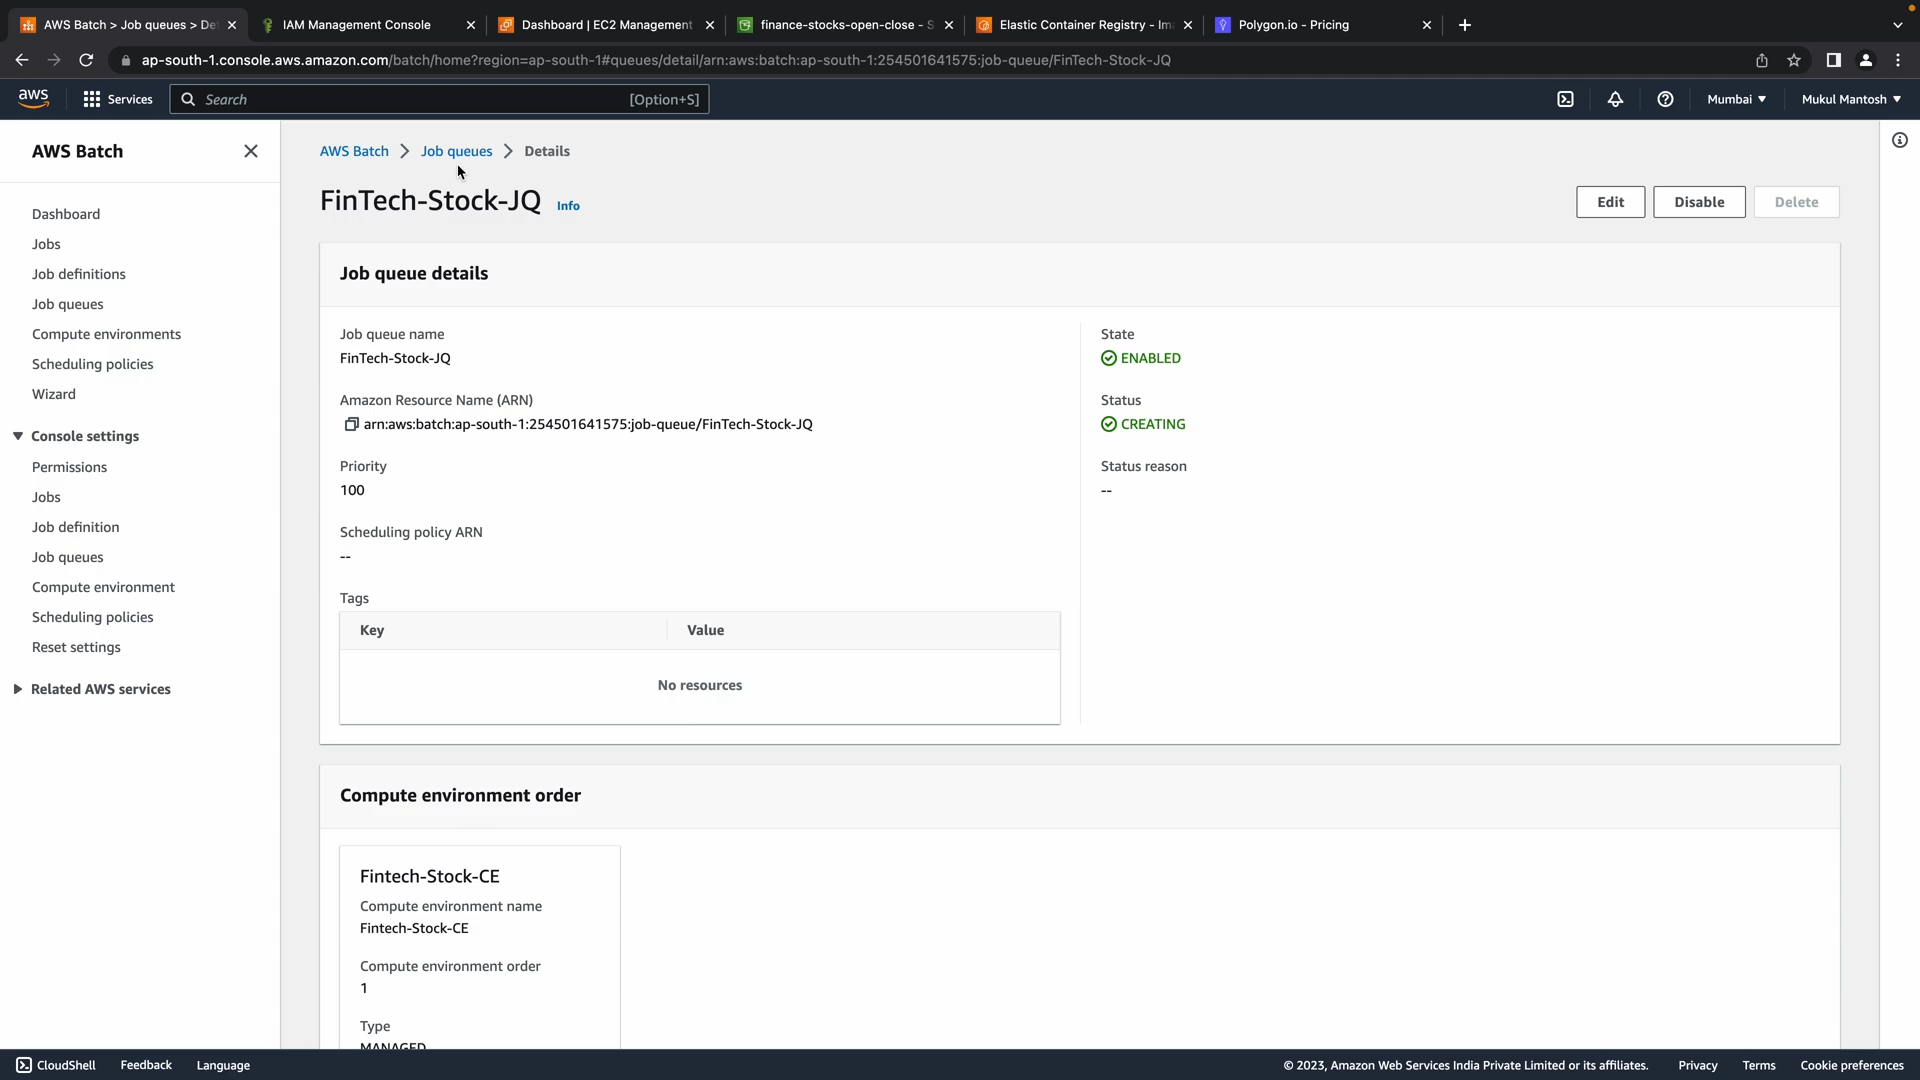 AWS Batch > Job queues > De
IAM Management Console
Dashboard | EC2 Management
finance-stocks-open-close - S
Elastic Container Registry - Im
Polygon.io - Pricing
ap-south-1.console.aws.amazon.com/batch/home?region=ap-south-1#queues/detail/arn:aws:batch:ap-south-1:254501641575:job-queue/FinTech-Stock-JQ
aws
Services
Search
[Option+S]
Mumbai
Mukul Mantosh
AWS Batch
Dashboard
Jobs
Job definitions
Job queues
Compute environments
Scheduling policies
Wizard
Console settings
Permissions
Jobs
Job definition
Job queues
Compute environment
Scheduling policies
Reset settings
Related AWS services
AWS Batch > Job queues > Details
FinTech-Stock-JQ Info
Edit
Disable
Delete
Job queue details
Job queue name
FinTech-Stock-JQ
Amazon Resource Name (ARN)
arn:aws:batch:ap-south-1:254501641575:job-queue/FinTech-Stock-JQ
Priority
100
Scheduling policy ARN
--
Tags
Key Value
No resources
State
ENABLED
Status
CREATING
Status reason
--
Compute environment order
Fintech-Stock-CE
Compute environment name
Fintech-Stock-CE
Compute environment order
1
Type
MANAGED
CloudShell
Feedback
Language
© 2023, Amazon Web Services India Private Limited or its affiliates.
Privacy
Terms
Cookie preferences